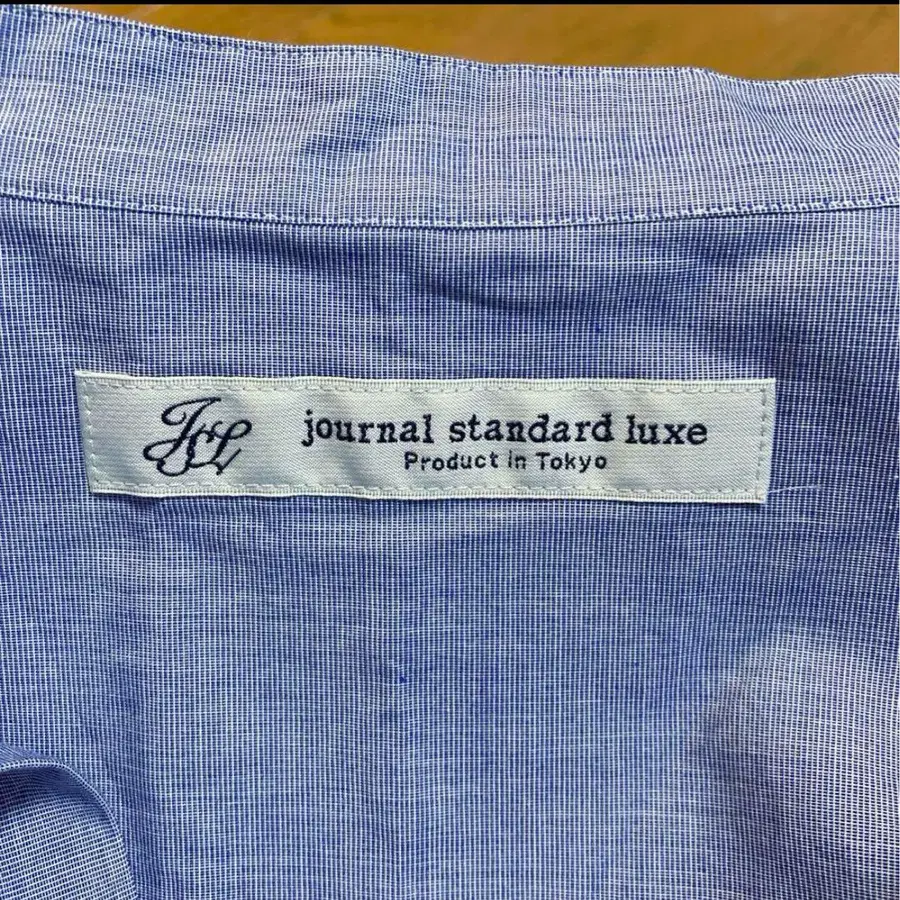 JSL
journal standard luxe
Product in Tokyo